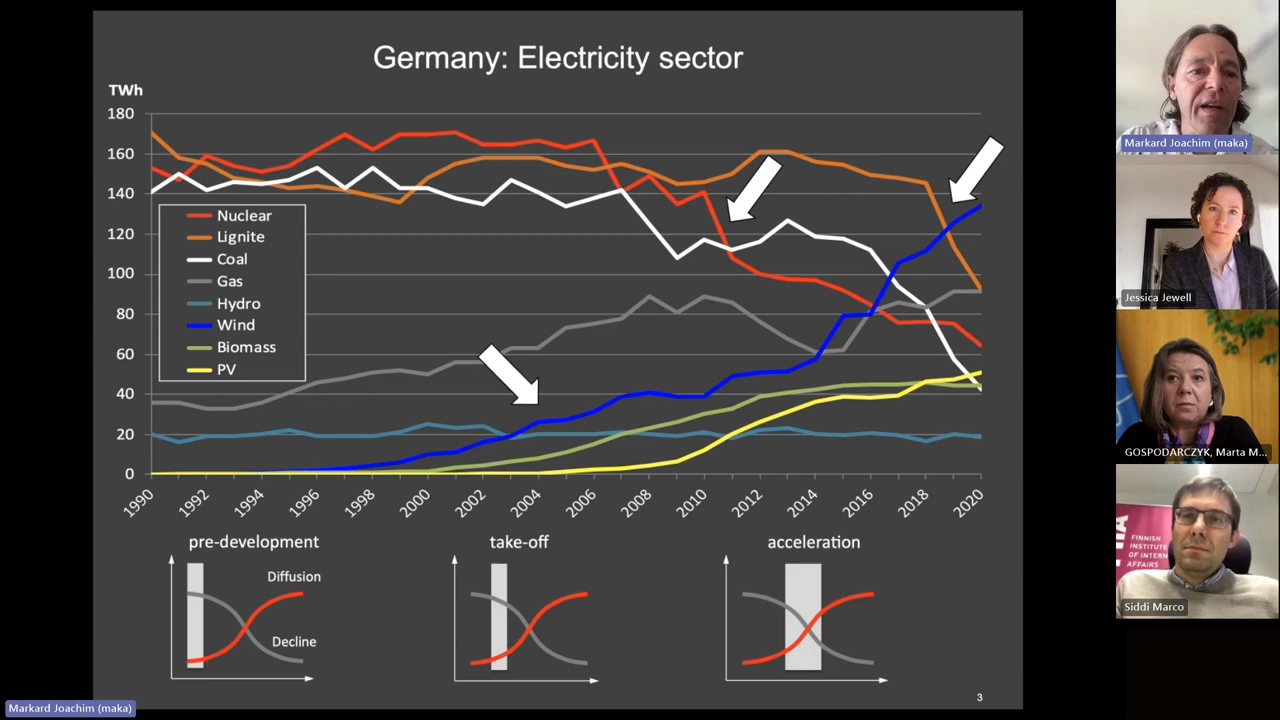 Germany: Electricity sector
TWh
180
160
140
120
100
80
60
40
20
0
Nuclear
Lignite
Coal
Gas
Hydro
Wind
Biomass
PV
1990
1992
1994
1996
1998
2000
2002
2004
2006
2008
2010
2012
2014
2016
2018
2020
pre-development
take-off
acceleration
Diffusion
Decline
3
Markard Joachim (maka)
Markard Joachim (maka)
Jessica Jewell
GOSPODARCZYK, Marta M...
FINNISH
INSTITUTE
OF INTERN
AFFAIRS
Siddi Marco